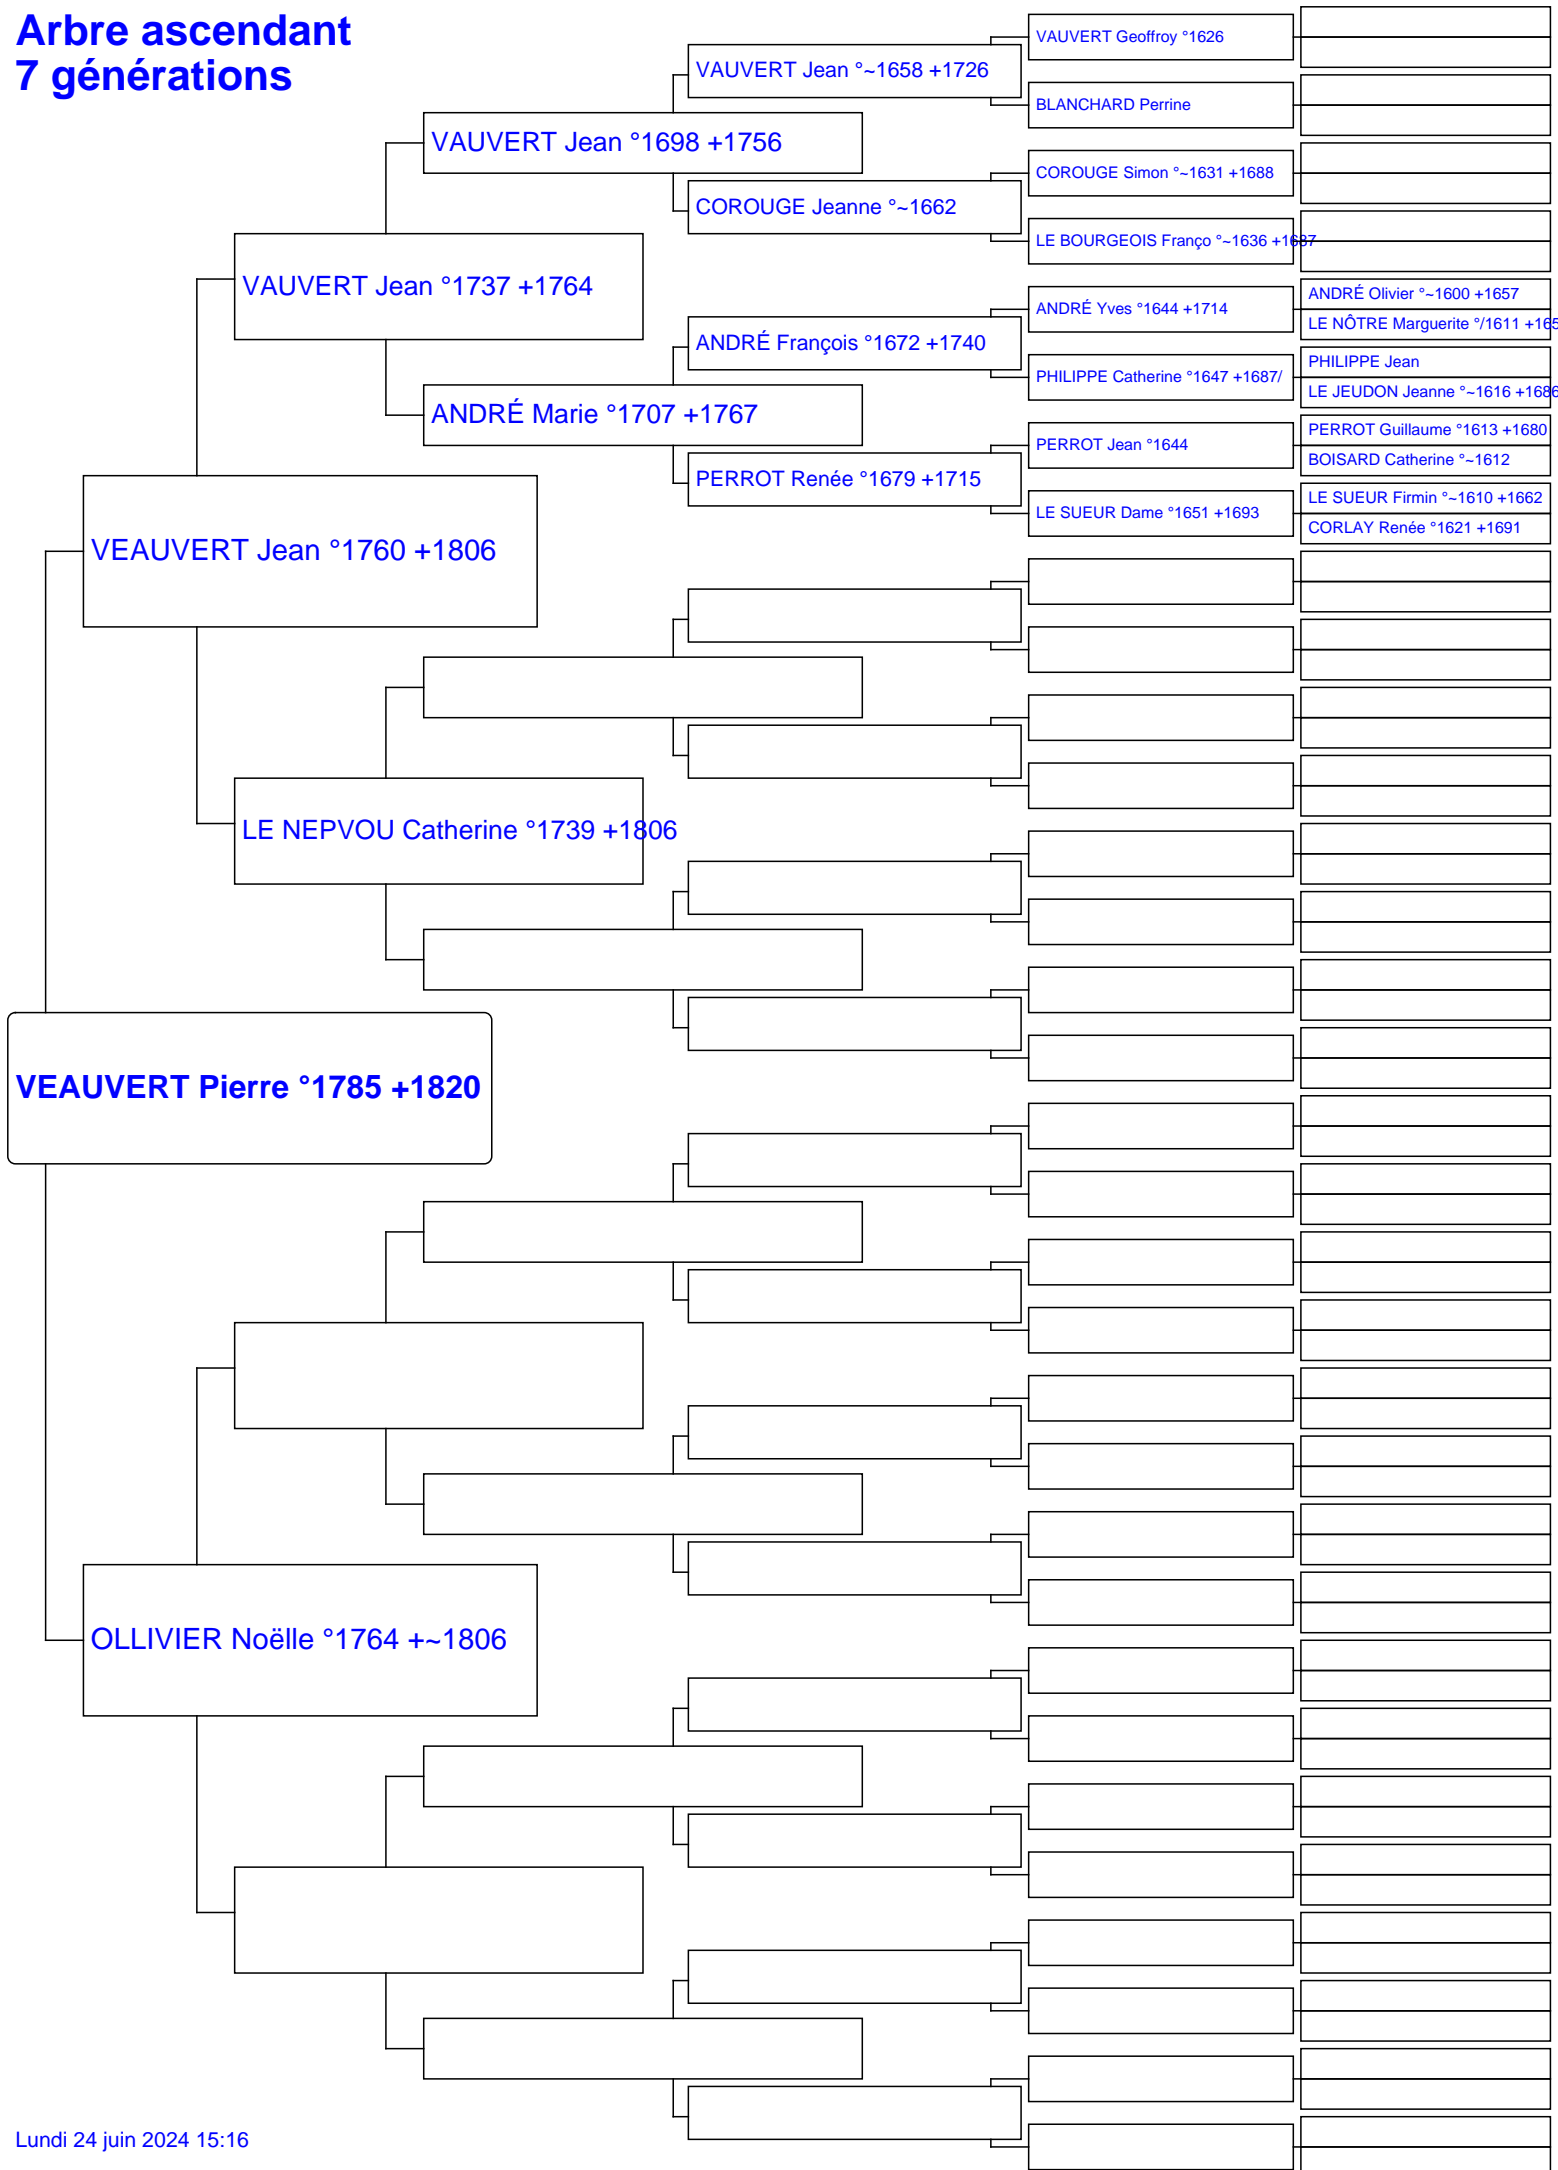 Arbre ascendant
7 générations
VAUVERT Geoffroy °1626
VAUVERT Jean °~1658 +1726
BLANCHARD Perrine
VAUVERT Jean °1698 +1756
COROUGE Simon °~1631 +1688
COROUGE Jeanne °~1662
LE BOURGEOIS Franço °~1636 +1687
VAUVERT Jean °1737 +1764
ANDRÉ Olivier °~1600 +1657
ANDRÉ Yves °1644 +1714
LE NÔTRE Marguerite °/1611 +165
ANDRÉ François °1672 +1740
PHILIPPE Jean
PHILIPPE Catherine °1647 +1687/
LE JEUDON Jeanne °~1616 +1686
ANDRÉ Marie °1707 +1767
PERROT Guillaume °1613 +1680
PERROT Jean °1644
BOISARD Catherine °~1612
PERROT Renée °1679 +1715
LE SUEUR Firmin °~1610 +1662
LE SUEUR Dame °1651 +1693
CORLAY Renée °1621 +1691
VEAUVERT Jean °1760 +1806
LE NEPVOU Catherine °1739 +1806
VEAUVERT Pierre °1785 +1820
OLLIVIER Noëlle °1764 +~1806
Lundi 24 juin 2024 15:16